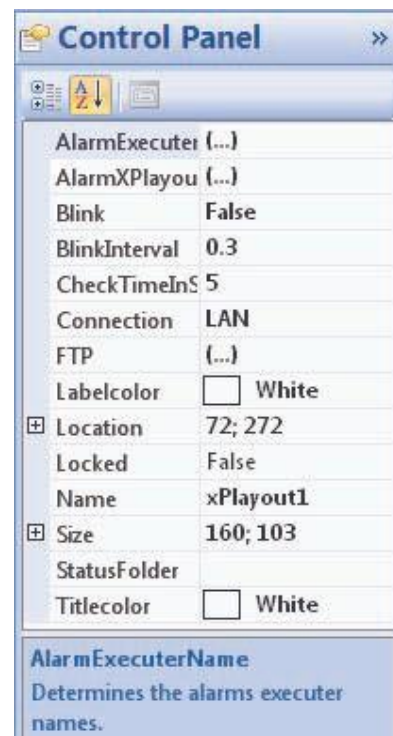 Control Panel »
AlarmExecuter (...)
AlarmXPlayou (...)
Blink False
BlinkInterval 0.3
CheckTimeInS 5
Connection LAN
FTP (...)
Labelcolor White
Location 72; 272
Locked False
Name xPlayout1
Size 160; 103
StatusFolder
Titlecolor White
AlarmExecuterName
Determines the alarms executer
names.